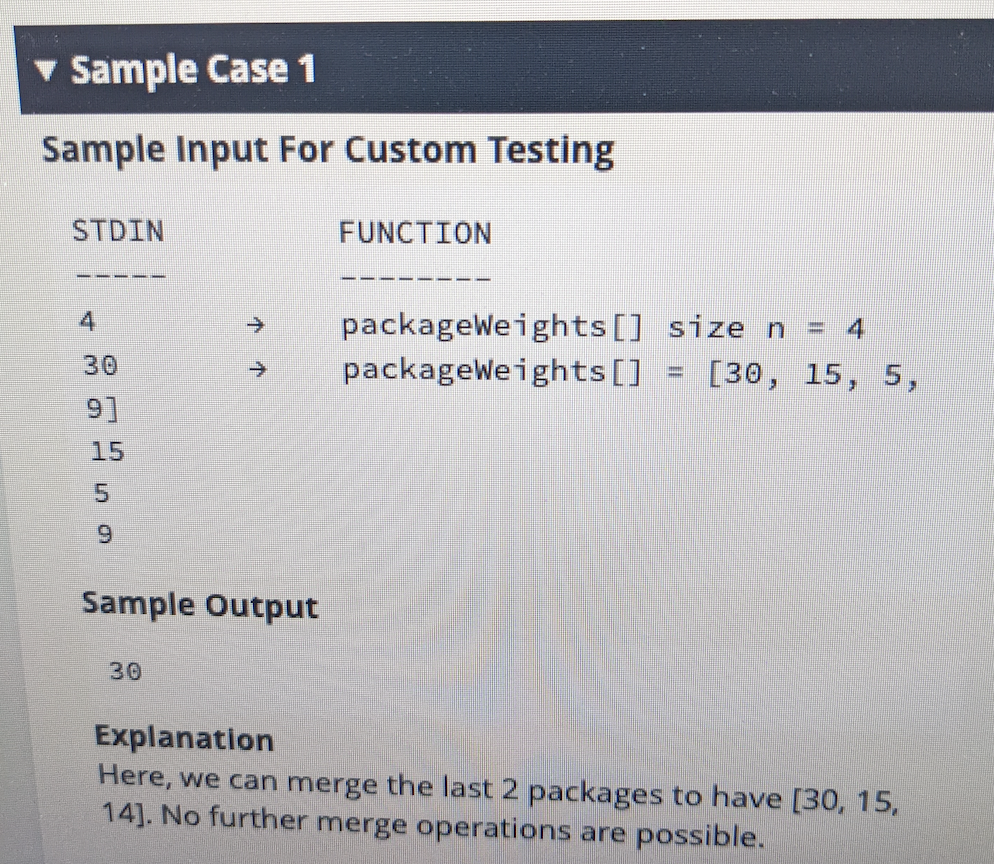 ▼ Sample Case 1
Sample Input For Custom Testing
STDIN FUNCTION
----- --------
4 → packageWeights[] size n = 4
30 → packageWeights[] = [30, 15, 5,
9]
15
5
9
Sample Output
30
Explanation
Here, we can merge the last 2 packages to have [30, 15,
14]. No further merge operations are possible.